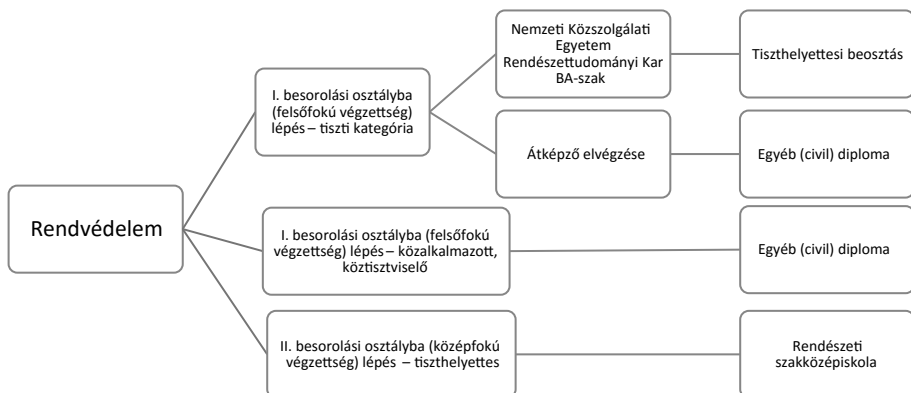 Rendvédelem
I. besorolási osztályba
(felsőfokú végzettség)
lépés – tiszti kategória
Nemzeti Közszolgálati
Egyetem
Rendészettudományi Kar
BA-szak
Tiszthelyettesi beosztás
Átképző elvégzése
Egyéb (civil) diploma
I. besorolási osztályba (felsőfokú
végzettség) lépés – közalkalmazott,
köztisztviselő
Egyéb (civil) diploma
II. besorolási osztályba (középfokú
végzettség) lépés – tiszthelyettes
Rendészeti
szakközépiskola